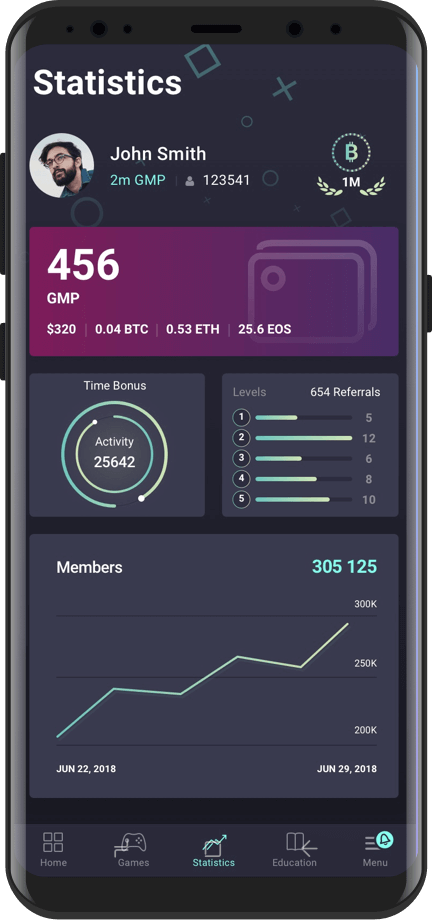 Statistics
John Smith
2m GMP | 123541
1M
456
GMP
$320 | 0.04 BTC | 0.53 ETH | 25.6 EOS
Time Bonus
Activity
25642
Levels 654 Referrals
1 5
2 12
3 6
4 8
5 10
Members 305 125
300K
250K
200K
JUN 22, 2018 JUN 29, 2018
Home Games Statistics Education Menu